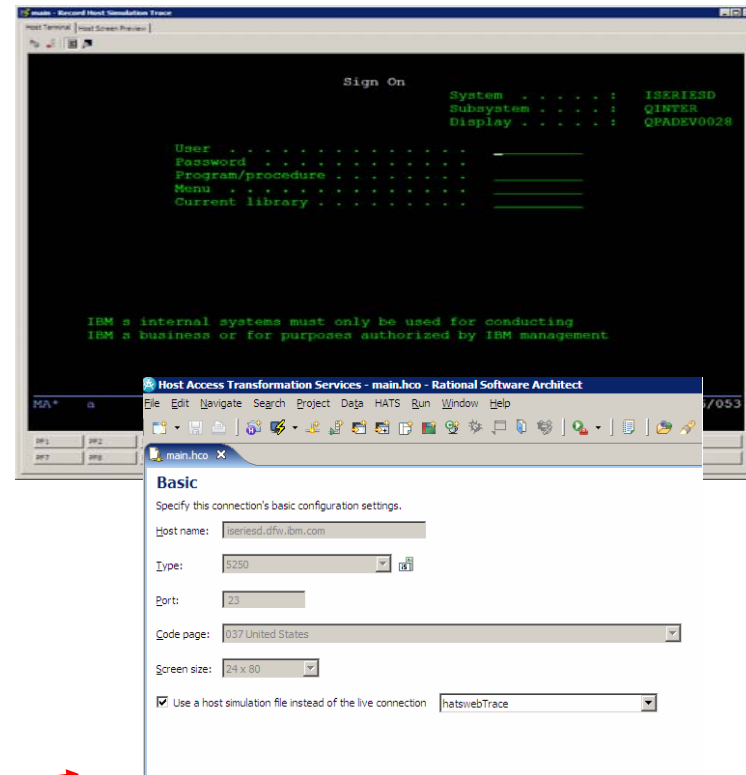 main - Record Host Simulation Trace
Host Terminal Host Screen Preview
Sign On
System . . . . . : ISERIESD
Subsystem . . . . : QINTER
Display . . . . . : QPADEV0028
User . . . . . . . . . . . . . .
Password . . . . . . . . . . . .
Program/procedure . . . . . . . .
Menu . . . . . . . . . . . . . .
Current library . . . . . . . . .
IBM s internal systems must only be used for conducting
IBM s business or for purposes authorized by IBM management
MA* a /053
PF1 PF2
PF7 PF8
Host Access Transformation Services - main.hco - Rational Software Architect
File Edit Navigate Search Project Data HATS Run Window Help
main.hco
Basic
Specify this connection's basic configuration settings.
Host name: iseriesd.dfw.ibm.com
Type: 5250
Port: 23
Code page: 037 United States
Screen size: 24 x 80
Use a host simulation file instead of the live connection hatswebTrace